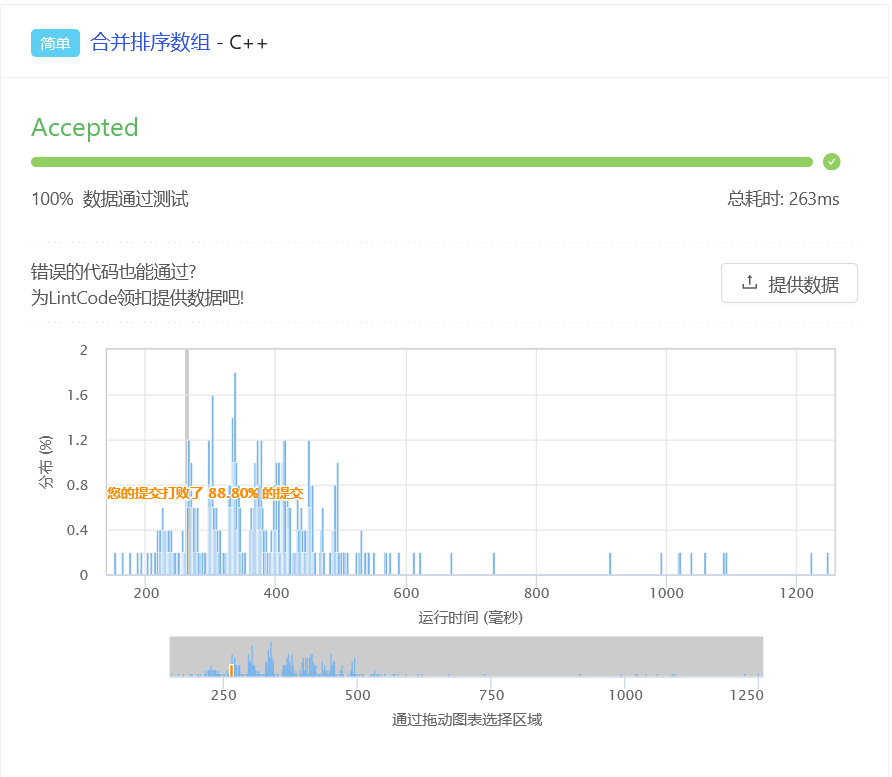 简单 合并排序数组 - C++
Accepted
100% 数据通过测试 总耗时: 263ms
错误的代码也能通过?
为LintCode领扣提供数据吧!
提供数据
2
1.6
1.2
0.8
0.4
0
分布 (%)
您的提交打败了 88.80% 的提交
200 400 600 800 1000 1200
运行时间 (毫秒)
250 500 750 1000 1250
通过拖动图表选择区域